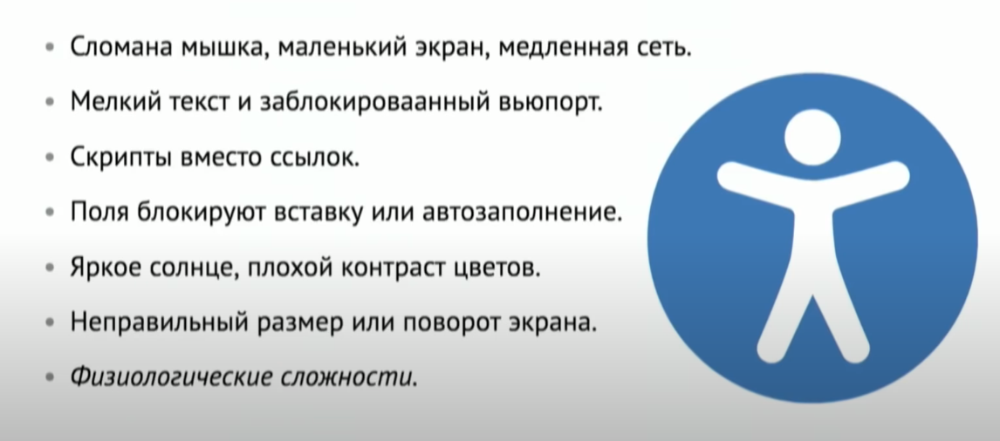 Сломана мышка, маленький экран, медленная сеть.
Мелкий текст и заблокироваанный вьюпорт.
Скрипты вместо ссылок.
Поля блокируют вставку или автозаполнение.
Яркое солнце, плохой контраст цветов.
Неправильный размер или поворот экрана.
Физиологические сложности.